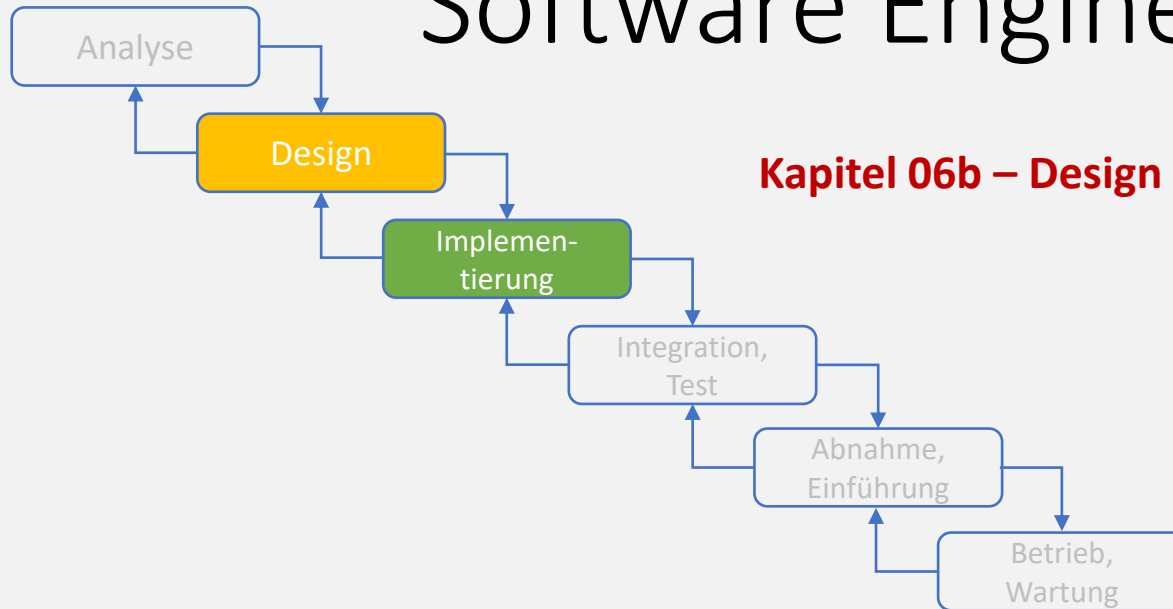 Software Engine
Analyse
Design
Kapitel 06b – Design
Implemen-
tierung
Integration,
Test
Abnahme,
Einführung
Betrieb,
Wartung